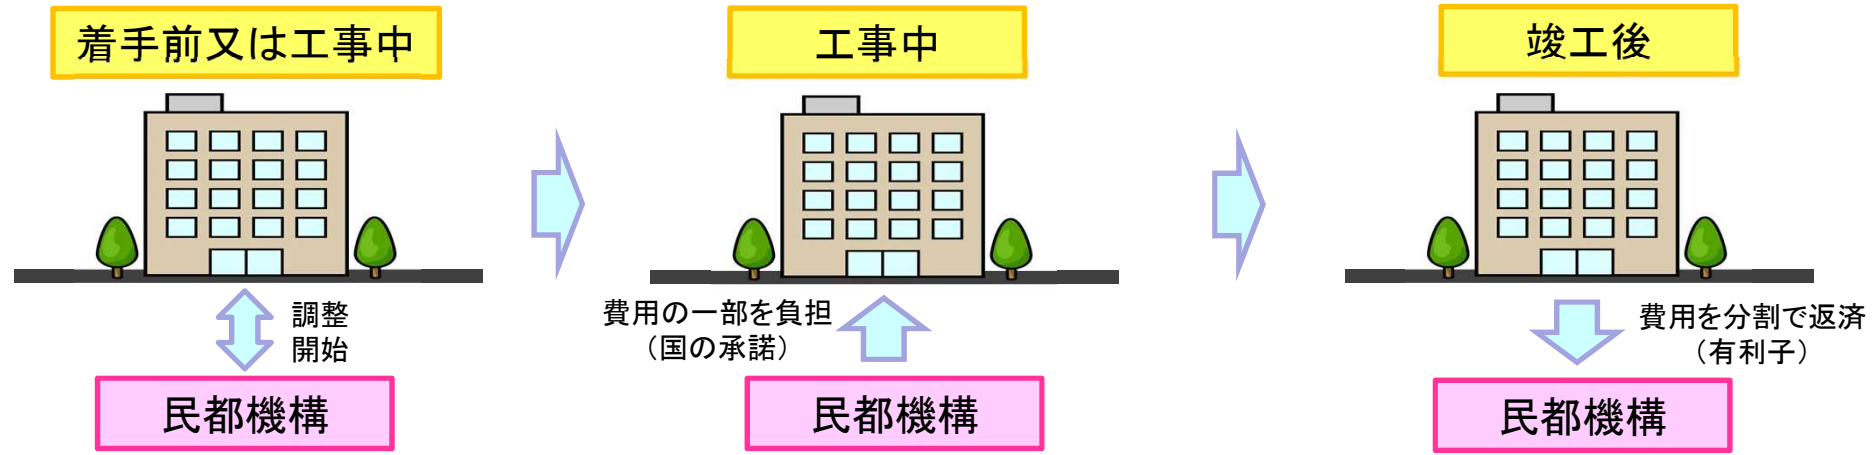 着手前又は工事中
工事中
竣工後
調整
開始
費用の一部を負担
（国の承諾）
費用を分割で返済
（有利子）
民都機構
民都機構
民都機構